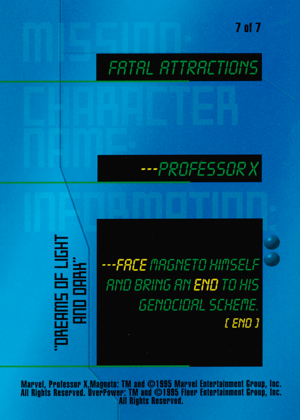 7 of 7
MISSION:
FATAL ATTRACTIONS
CHARACTER
NAME:
---PROFESSOR X
INFORMATION:
"DREAMS OF LIGHT
AND DARK"
---FACE MAGNETO HIMSELF
AND BRING AN END TO HIS
GENOCIDAL SCHEME.
[ END ]
Marvel, Professor X,Magneto: TM and ©1995 Marvel Entertainment Group, Inc.
All Rights Reserved. OverPower: TM and ©1995 Fleer Entertainment Group, Inc.
All Rights Reserved.